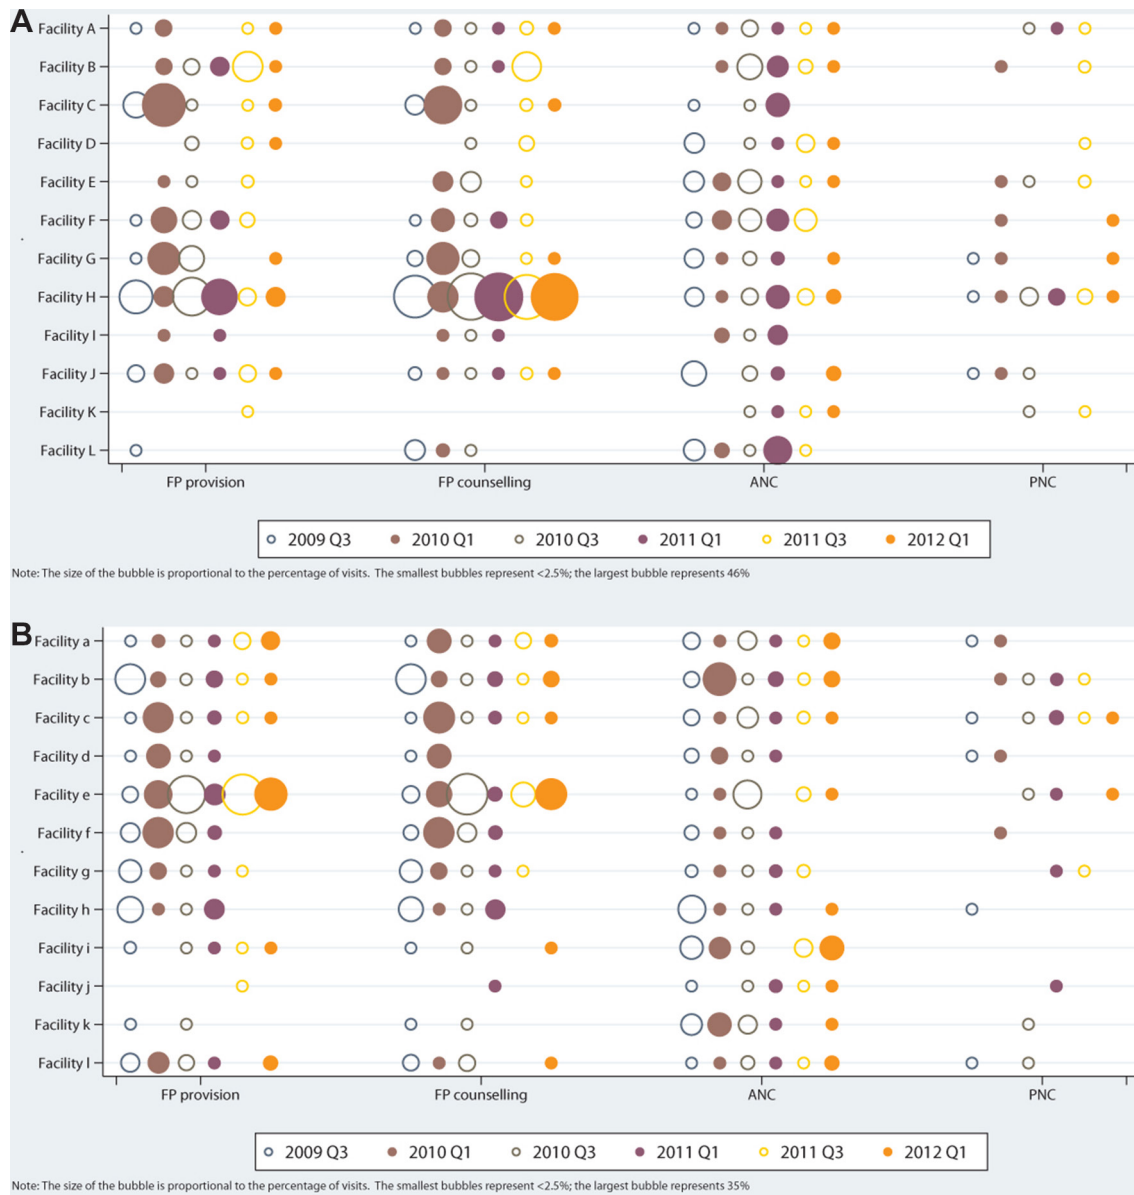 A
Facility A
Facility B
Facility C
Facility D
Facility E
Facility F
Facility G
Facility H
Facility I
Facility J
Facility K
Facility L
FP provision FP counselling ANC PNC
2009 Q3 2010 Q1 2010 Q3 2011 Q1 2011 Q3 2012 Q1
Note: The size of the bubble is proportional to the percentage of visits. The smallest bubbles represent <2.5%; the largest bubble represents 46%
B
Facility a
Facility b
Facility c
Facility d
Facility e
Facility f
Facility g
Facility h
Facility i
Facility j
Facility k
Facility l
FP provision FP counselling ANC PNC
2009 Q3 2010 Q1 2010 Q3 2011 Q1 2011 Q3 2012 Q1
Note: The size of the bubble is proportional to the percentage of visits. The smallest bubbles represent <2.5%; the largest bubble represents 35%